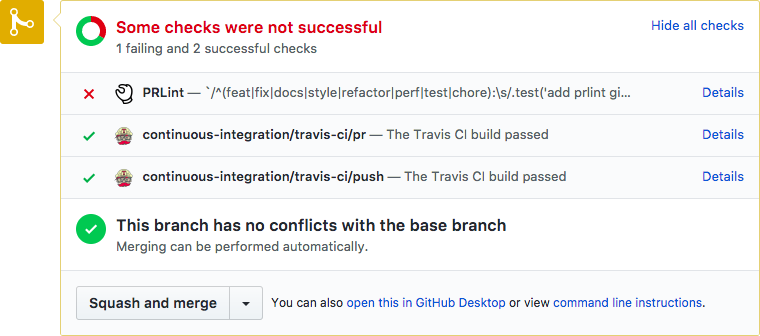 Some checks were not successful
Hide all checks
1 failing and 2 successful checks
PRLint — `/^(feat|fix|docs|style|refactor|perf|test|chore):\s/.test('add prlint gi...
Details
continuous-integration/travis-ci/pr — The Travis CI build passed
Details
continuous-integration/travis-ci/push — The Travis CI build passed
Details
This branch has no conflicts with the base branch
Merging can be performed automatically.
Squash and merge
You can also open this in GitHub Desktop or view command line instructions.